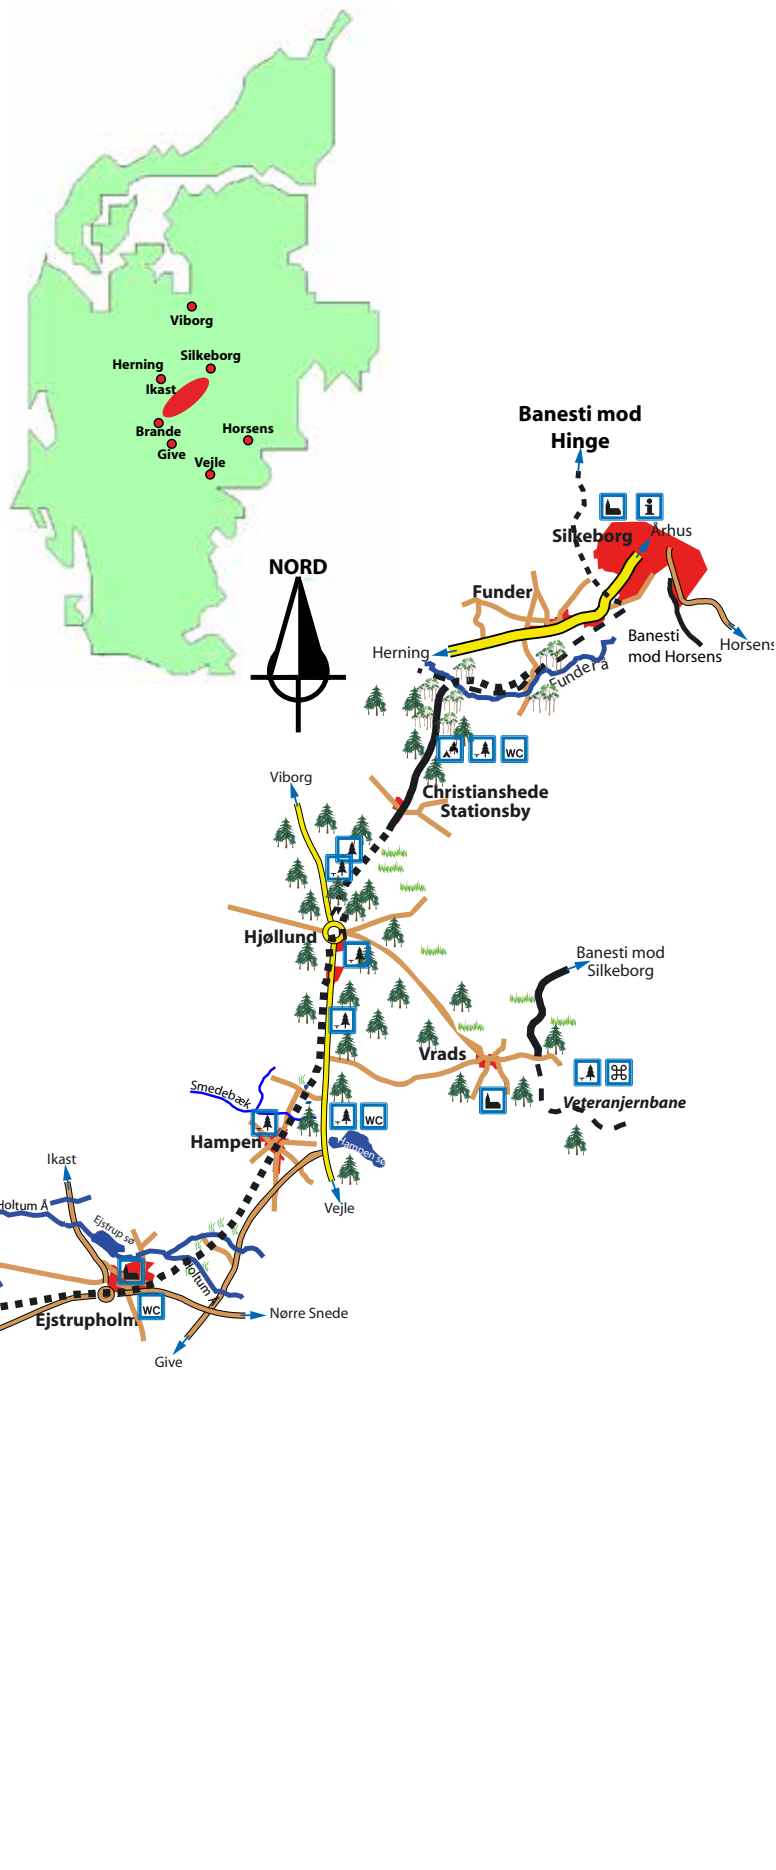 Viborg
Silkeborg
Herning
Ikast
Brande
Horsens
Give
Vejle
Banesti mod
Hinge
Silkeborg
Århus
NORD
Funder
Banesti
mod Horsens
Horsens
Herning
Funder å
WC
Christianshede
Stationsby
Viborg
Hjøllund
Banesti mod
Silkeborg
Vrads
Veteranjernbane
Smedebæk
WC
Hampen
Hampen sø
Ikast
Vejle
Holtum Å
Ejstrup sø
Holtum Å
WC
Ejstrupholm
Nørre Snede
Give